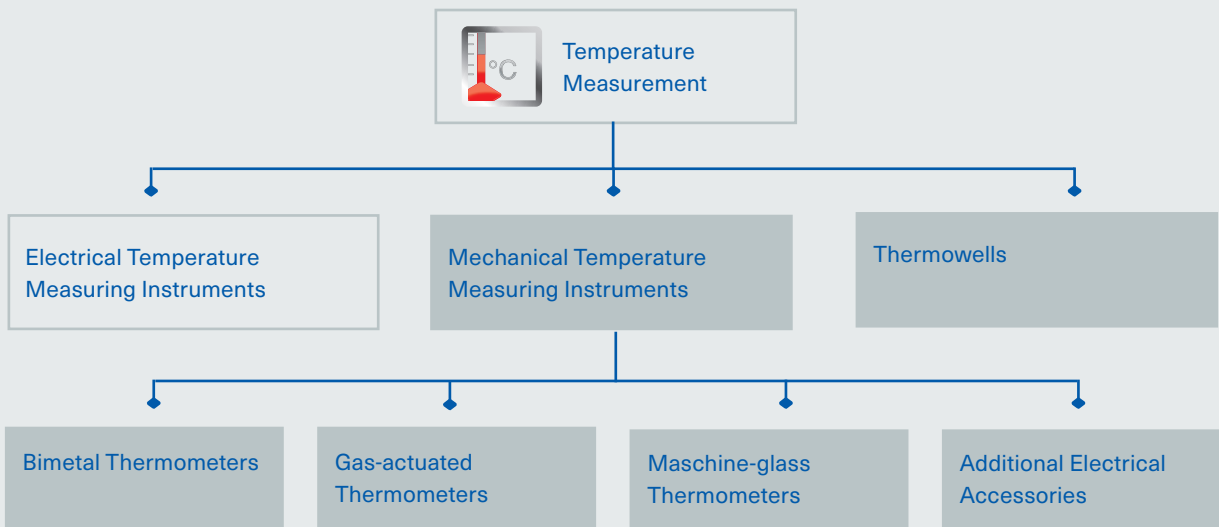 °C
Temperature
Measurement
Electrical Temperature
Measuring Instruments
Mechanical Temperature
Measuring Instruments
Thermowells
Bimetal Thermometers
Gas-actuated
Thermometers
Maschine-glass
Thermometers
Additional Electrical
Accessories